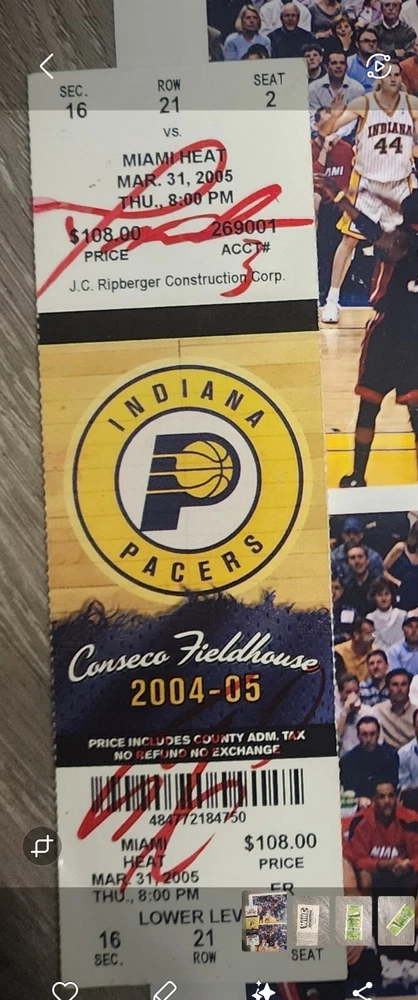 SEC. ROW SEAT
16 21 2
vs.
MIAMI HEAT
MAR. 31, 2005
THU., 8:00 PM
$108.00 269001
PRICE ACCT#
3
J.C. Ripberger Construction Corp.
INDIANA
PACERS
Conseco Fieldhouse
2004-05
PRICE INCLUDES COUNTY ADM. TAX
NO REFUND NO EXCHANGE
484772184750
MIAMI $108.00
HEAT PRICE
MAR. 31, 2005
THU., 8:00 PM
LOWER LEV
16 21
SEC. ROW SEAT
INDIANA
44